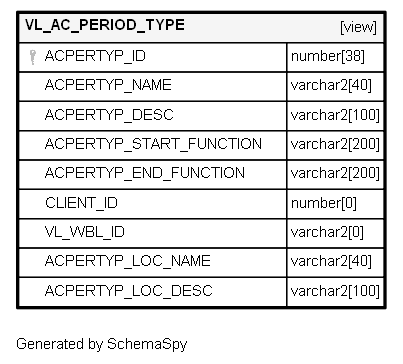 VL_AC_PERIOD_TYPE [view]
ACPERTYP_ID number[38]
ACPERTYP_NAME varchar2[40]
ACPERTYP_DESC varchar2[100]
ACPERTYP_START_FUNCTION varchar2[200]
ACPERTYP_END_FUNCTION varchar2[200]
CLIENT_ID number[0]
VL_WBL_ID varchar2[0]
ACPERTYP_LOC_NAME varchar2[40]
ACPERTYP_LOC_DESC varchar2[100]
Generated by SchemaSpy